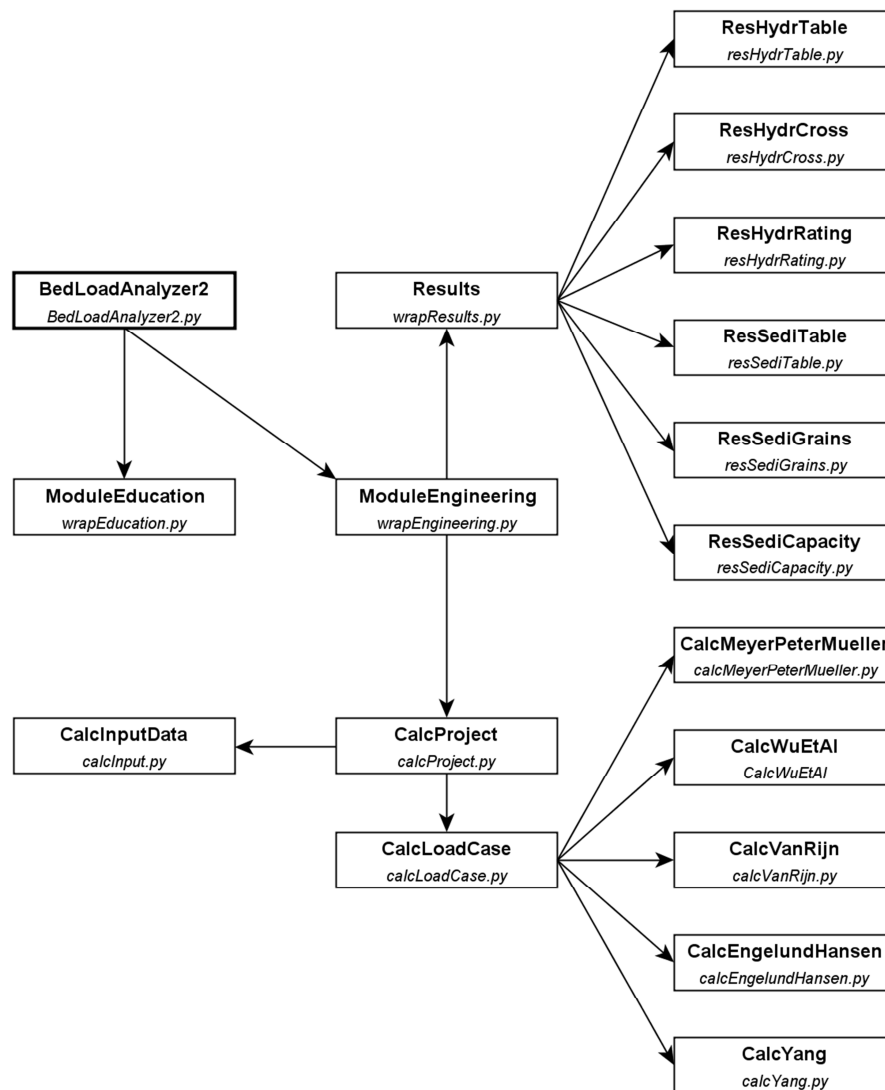 ResHydrTable
resHydrTable.py
ResHydrCross
resHydrCross.py
ResHydrRating
resHydrRating.py
BedLoadAnalyzer2
BedLoadAnalyzer2.py
Results
wrapResults.py
ResSediTable
resSediTable.py
ResSediGrains
resSediGrains.py
ModuleEducation
wrapEducation.py
ModuleEngineering
wrapEngineering.py
ResSediCapacity
resSediCapacity.py
CalcMeyerPeterMueller
calcMeyerPeterMueller.py
CalcInputData
calcInput.py
CalcProject
calcProject.py
CalcWuEtAl
CalcWuEtAl
CalcLoadCase
calcLoadCase.py
CalcVanRijn
calcVanRijn.py
CalcEngelundHansen
calcEngelundHansen.py
CalcYang
calcYang.py